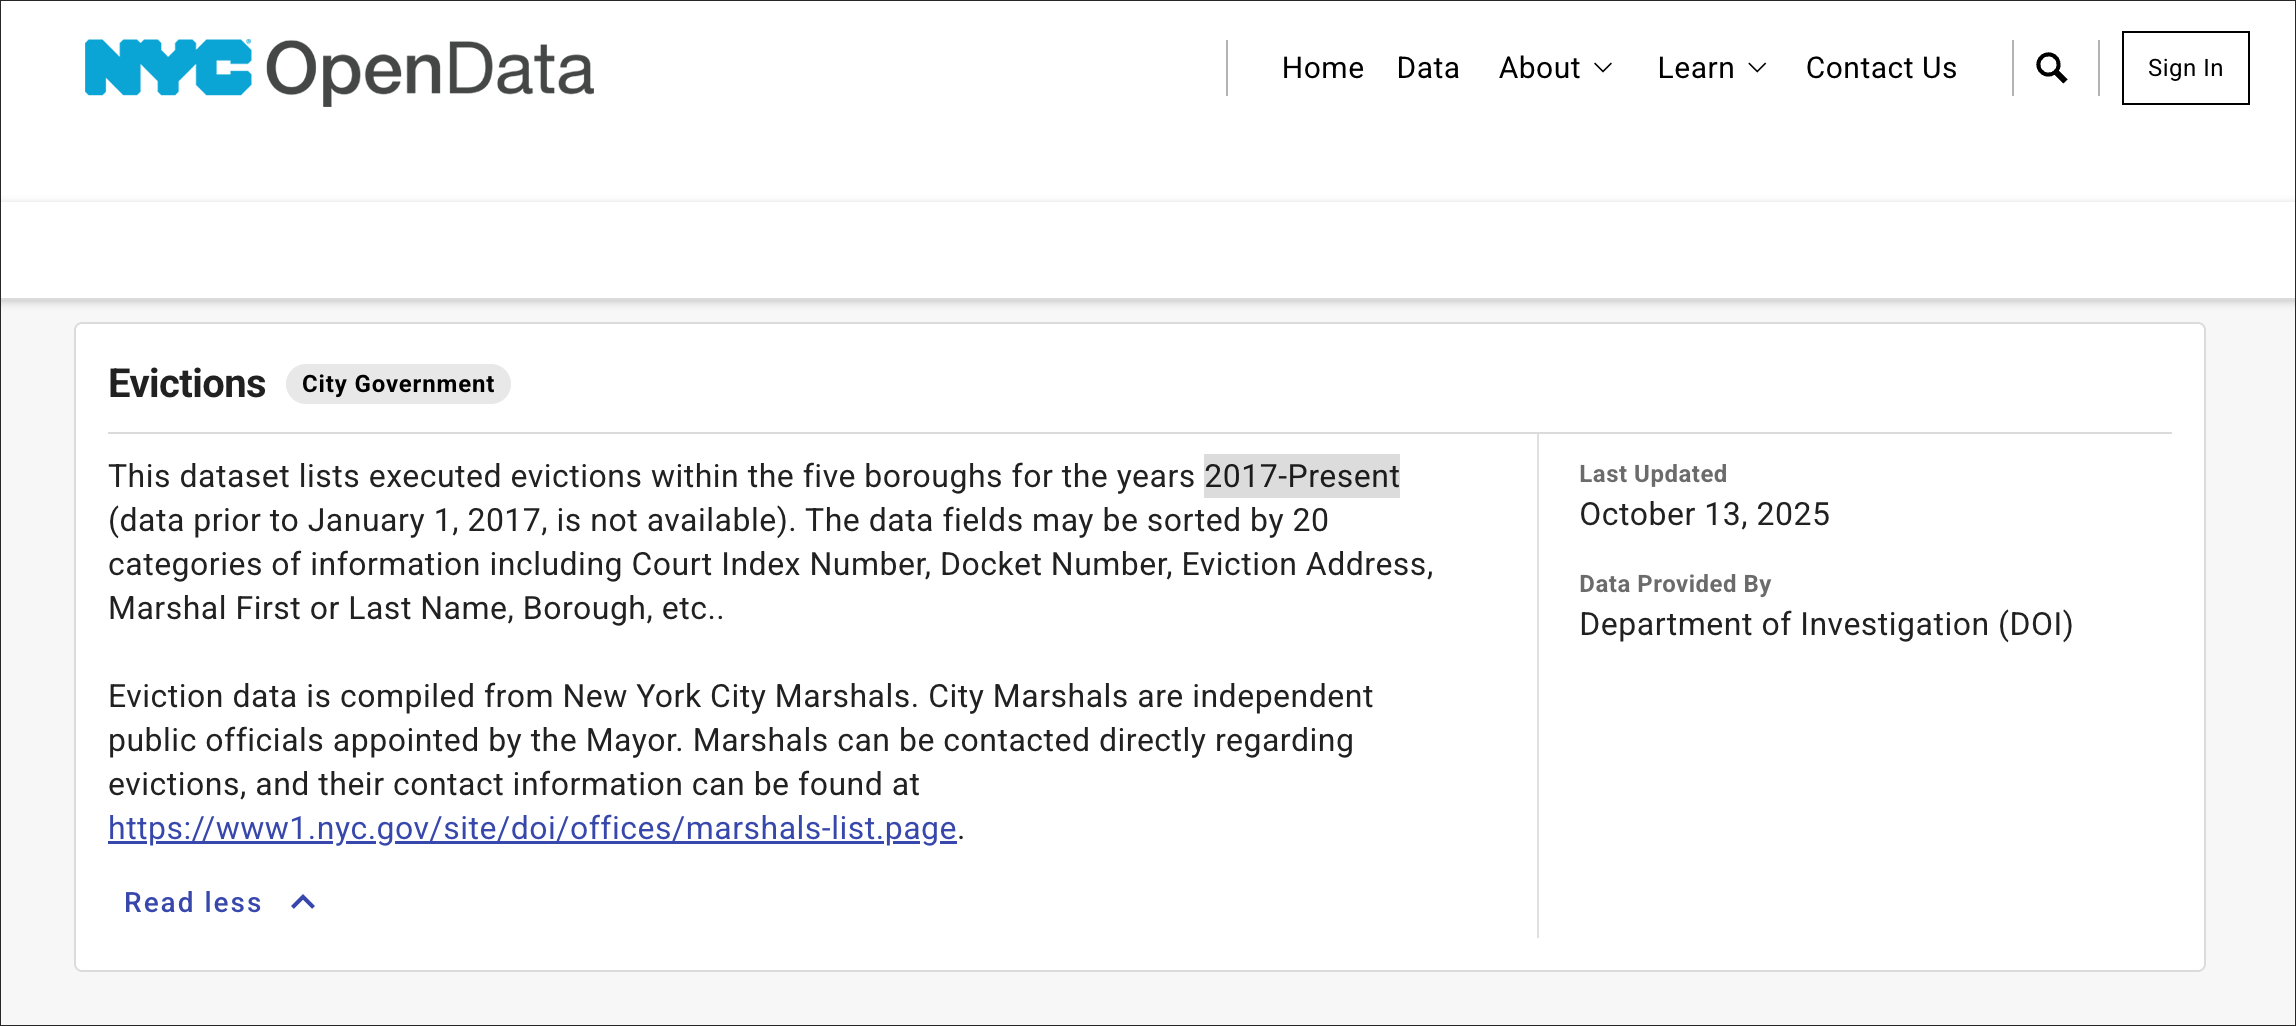 NYC OpenData
Home Data About Learn Contact Us Sign In
Evictions City Government
This dataset lists executed evictions within the five boroughs for the years 2017-Present
(data prior to January 1, 2017, is not available). The data fields may be sorted by 20
categories of information including Court Index Number, Docket Number, Eviction Address,
Marshal First or Last Name, Borough, etc..
Eviction data is compiled from New York City Marshals. City Marshals are independent
public officials appointed by the Mayor. Marshals can be contacted directly regarding
evictions, and their contact information can be found at
https://www1.nyc.gov/site/doi/offices/marshals-list.page.
Read less
Last Updated
October 13, 2025
Data Provided By
Department of Investigation (DOI)